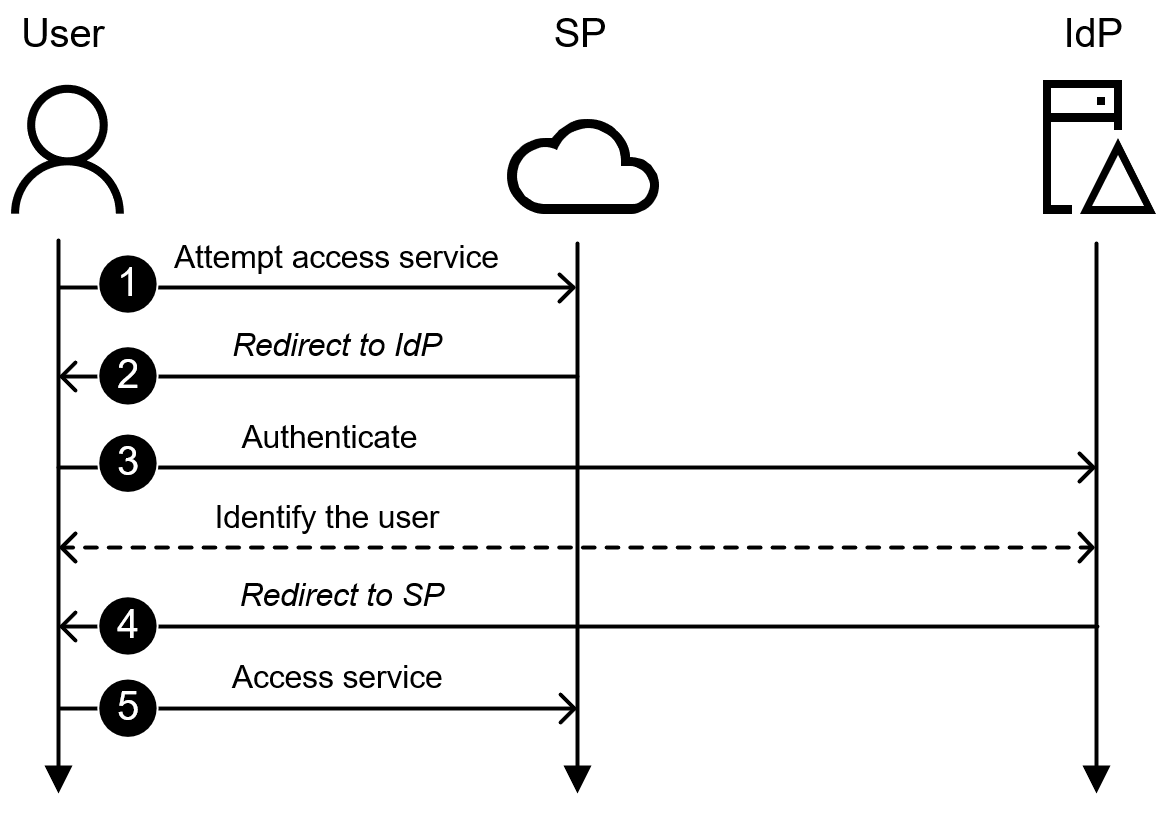 User
SP
IdP
Attempt access service
1
Redirect to IdP
2
Authenticate
3
Identify the user
Redirect to SP
4
Access service
5